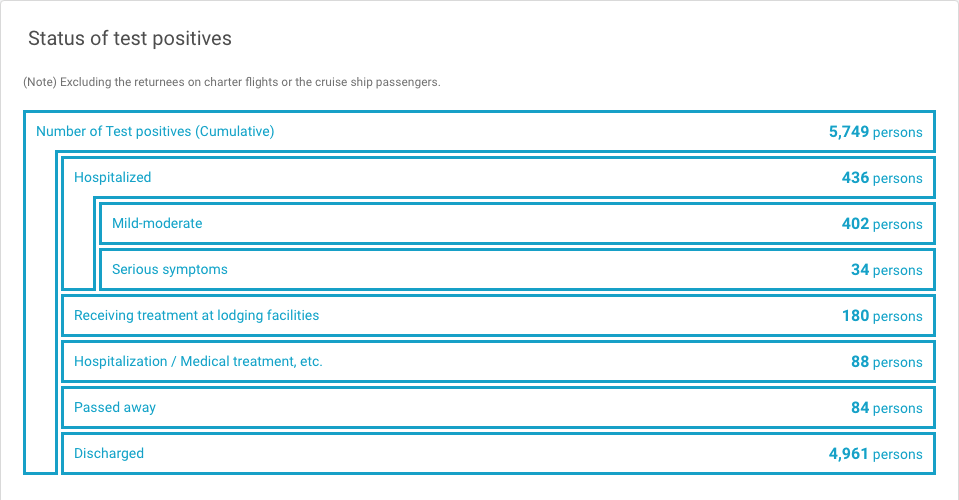 Status of test positives
(Note) Excluding the returnees on charter flights or the cruise ship passengers.
Number of Test positives (Cumulative) 5,749 persons
Hospitalized 436 persons
Mild-moderate 402 persons
Serious symptoms 34 persons
Receiving treatment at lodging facilities 180 persons
Hospitalization / Medical treatment, etc. 88 persons
Passed away 84 persons
Discharged 4,961 persons